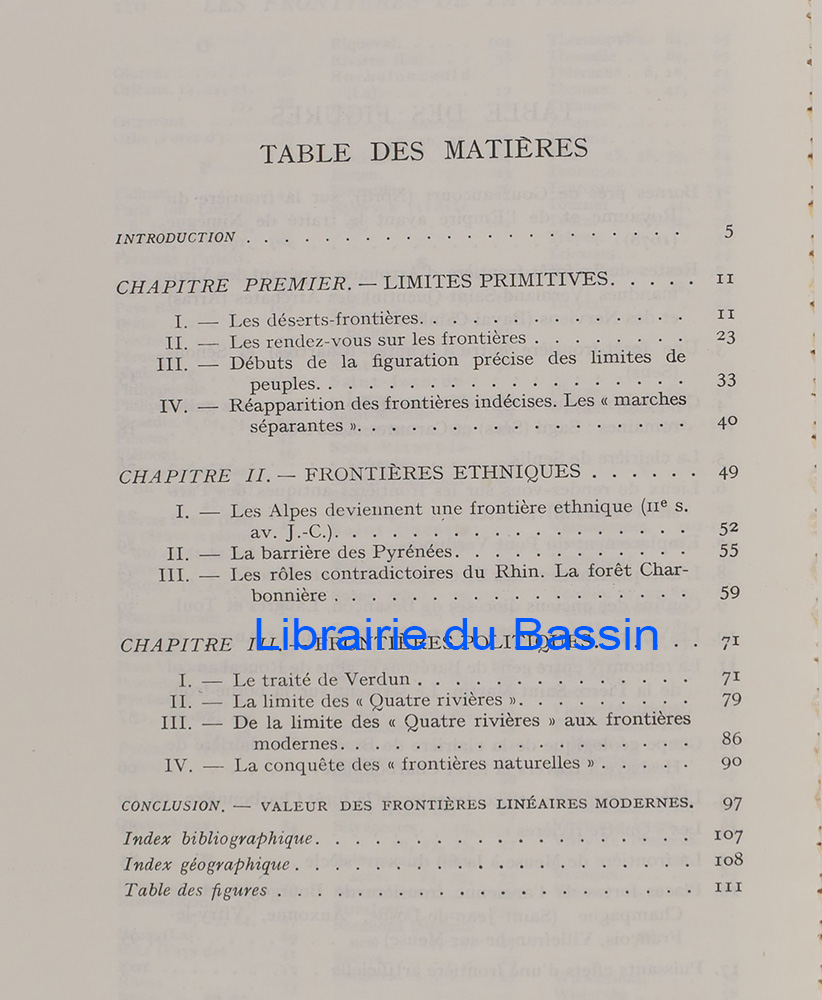 TABLE DES MATIÈRES
INTRODUCTION . . . . . . . . . . . . . . . . . . 5
CHAPITRE PREMIER. — LIMITES PRIMITIVES. . . . . . 11
I. — Les déserts-frontières. . . . . . . . . . . . . 11
II. — Les rendez-vous sur les frontières . . . . . . . . 23
III. — Débuts de la figuration précise des limites de
peuples. . . . . . . . . . . . . . . . . . 33
IV. — Réapparition des frontières indécises. Les « marches
séparantes ». . . . . . . . . . . . . . . . 40
CHAPITRE II. — FRONTIÈRES ETHNIQUES . . . . . . 49
I. — Les Alpes deviennent une frontière ethnique (IIe s.
av. J.-C.). . . . . . . . . . . . . . . . . 52
II. — La barrière des Pyrénées. . . . . . . . . . . . 55
III. — Les rôles contradictoires du Rhin. La forêt Char-
bonnière . . . . . . . . . . . . . . . . . 59
CHAPITRE III. — FRONTIÈRES POLITIQUES. . . . . 71
Librairie du Bassin
I. — Le traité de Verdun . . . . . . . . . . . . . 71
II. — La limite des « Quatre rivières ». . . . . . . . . 79
III. — De la limite des « Quatre rivières » aux frontières
modernes. . . . . . . . . . . . . . . . . 86
IV. — La conquête des « frontières naturelles » . . . . . 90
CONCLUSION. — VALEUR DES FRONTIÈRES LINÉAIRES MODERNES. 97
Index bibliographique. . . . . . . . . . . . . . . . . 107
Index géographique . . . . . . . . . . . . . . . . . . 108
Table des figures . . . . . . . . . . . . . . . . . . . 111